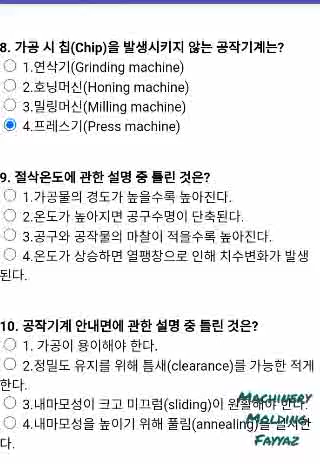 8. 가공 시 칩(Chip)을 발생시키지 않는 공작기계는?
1.연삭기(Grinding machine)
2.호닝머신(Honing machine)
3.밀링머신(Milling machine)
4.프레스기(Press machine)
9. 절삭온도에 관한 설명 중 틀린 것은?
1.가공물의 경도가 높을수록 높아진다.
2.온도가 높아지면 공구수명이 단축된다.
3.공구와 공작물의 마찰이 적을수록 높아진다.
4.온도가 상승하면 열팽창으로 인해 치수변화가 발생
된다.
10. 공작기계 안내면에 관한 설명 중 틀린 것은?
1. 가공이 용이해야 한다.
2.정밀도 유지를 위해 틈새(clearance)를 가능한 적게
한다.
3.내마모성이 크고 미끄럼(sliding)이 원활해야 한다.
4.내마모성을 높이기 위해 풀림(annealing)을 실시한
다.
MACHINERY
MOLDING
FAYYAZ